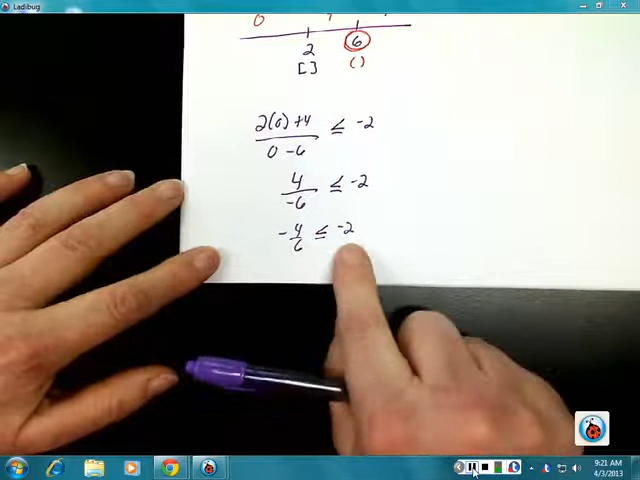 Ladibug
0
2 6
[] ()
2(0)+4 / 0-6 ≤ -2
4 / -6 ≤ -2
-4/6 ≤ -2
9:21 AM
4/3/2013